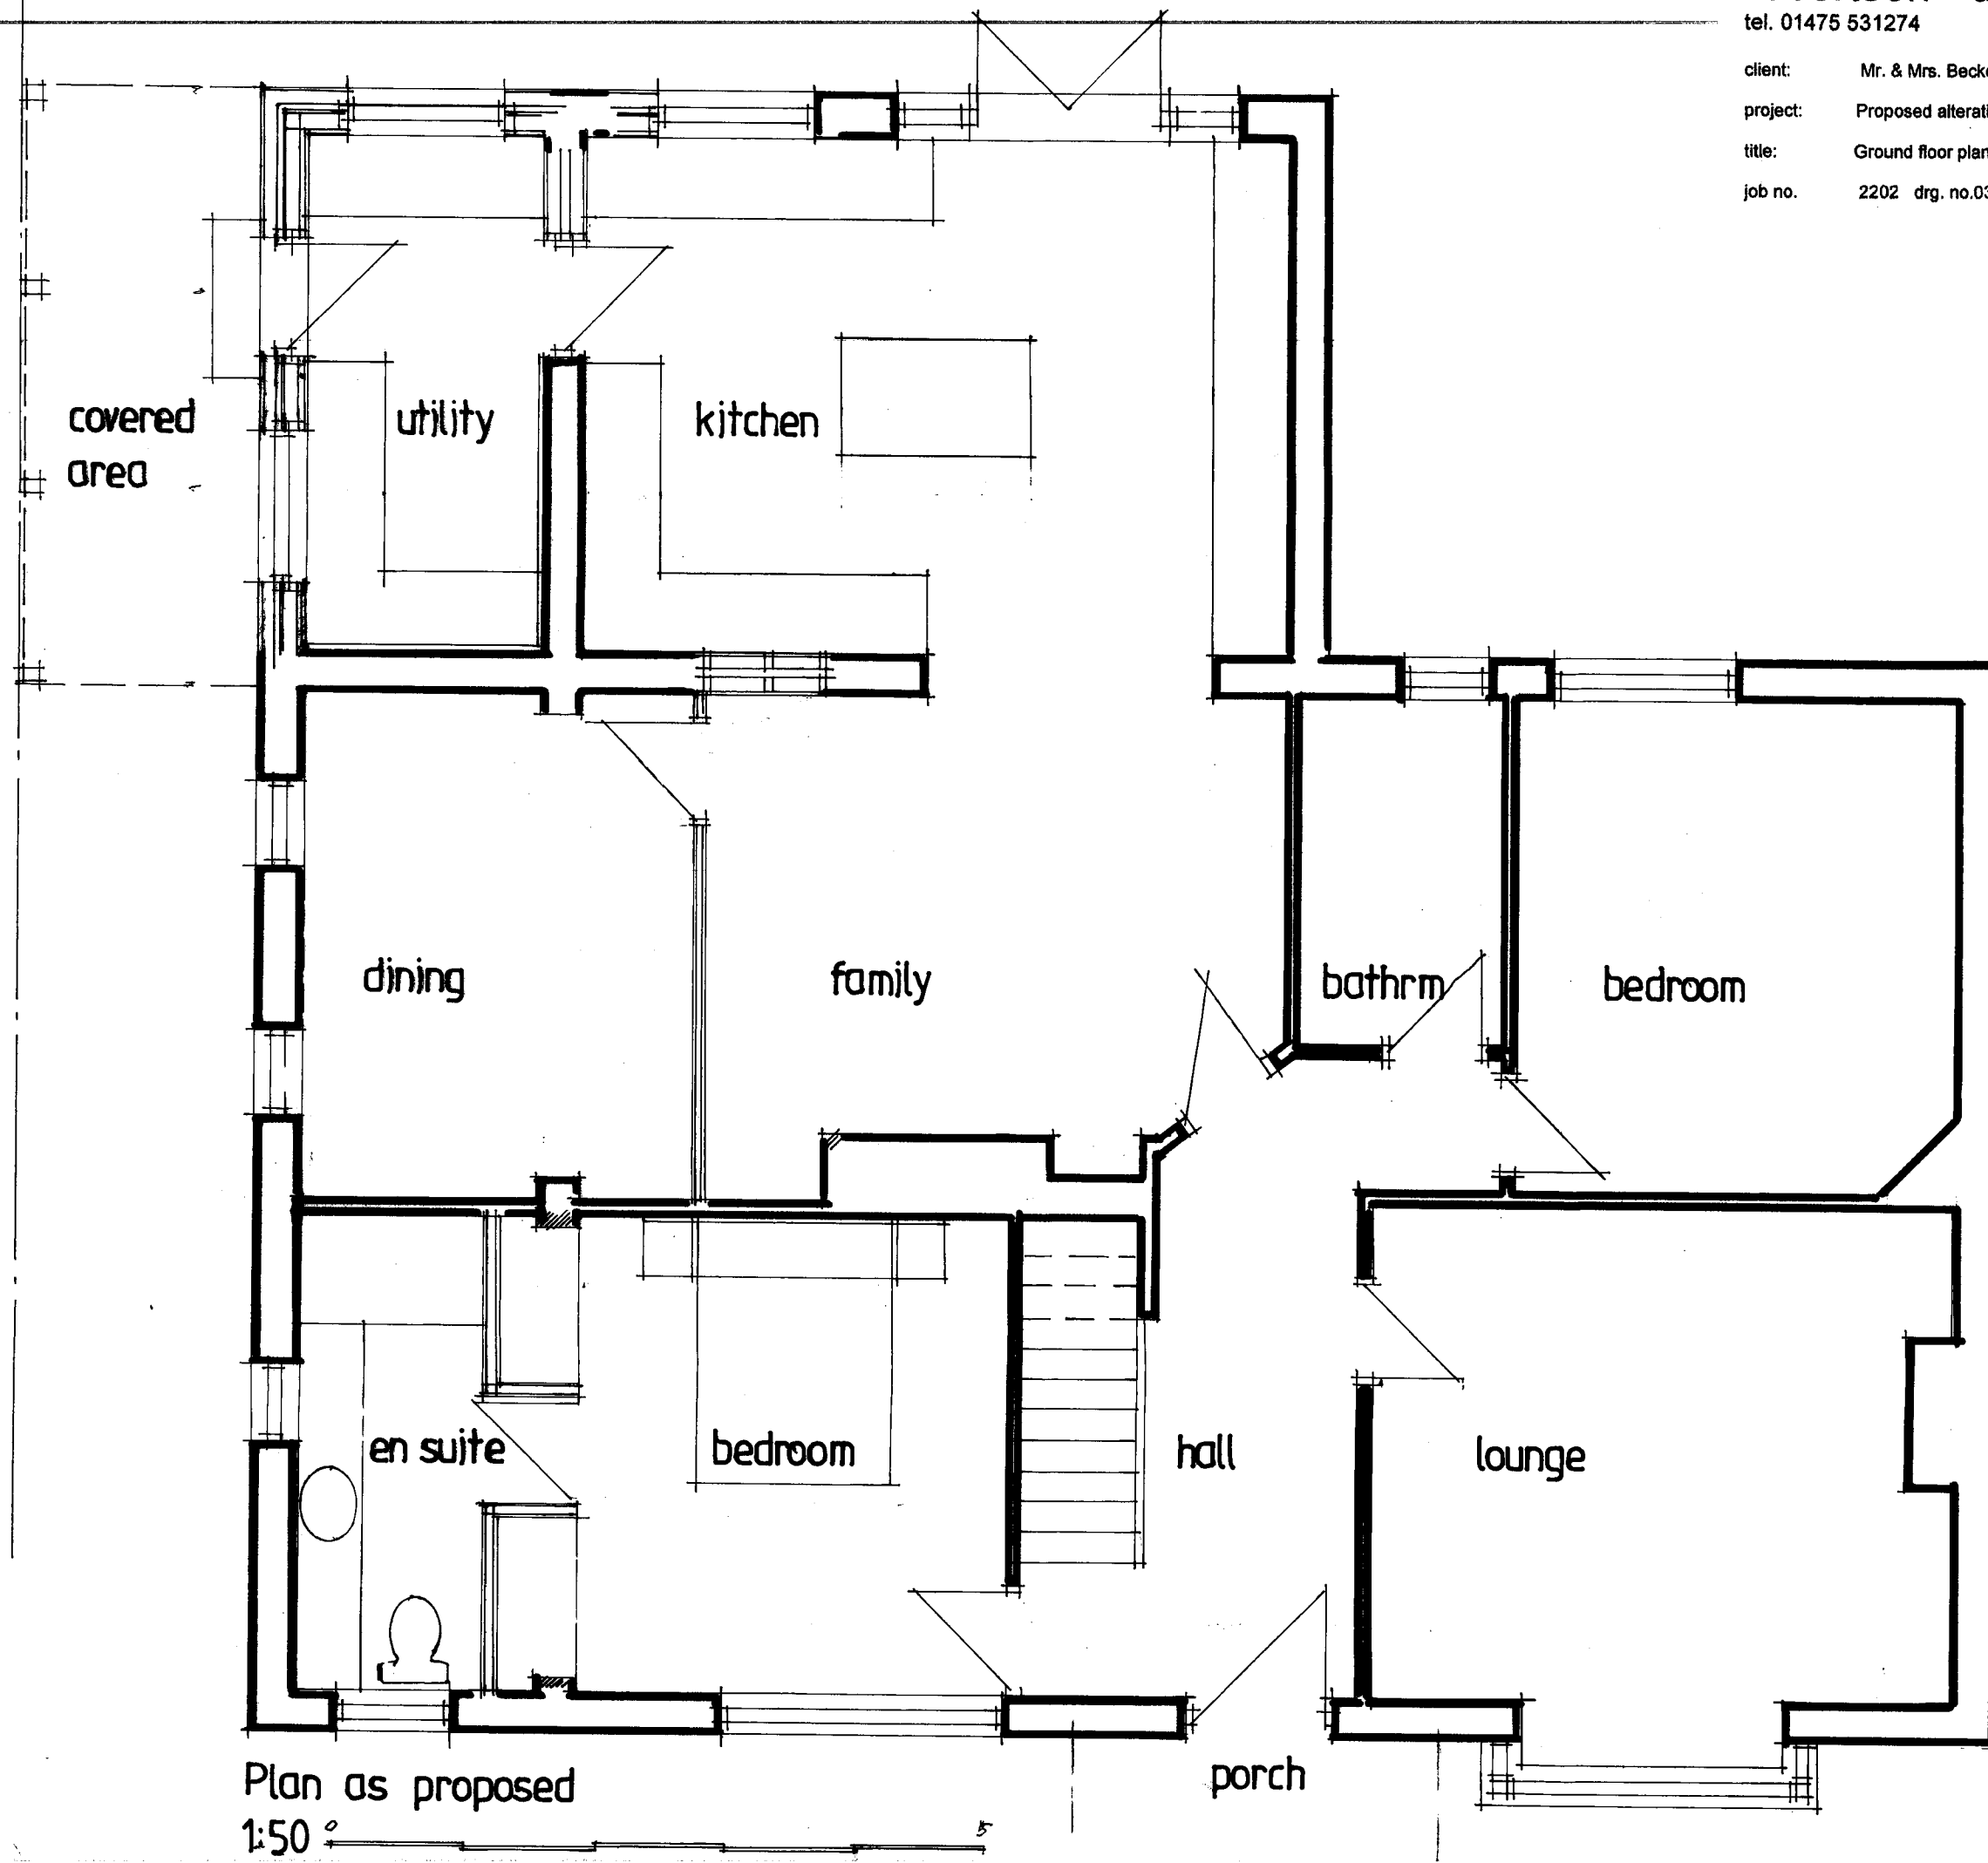 tel. 01475 531274
client: Mr. & Mrs. Becke
project: Proposed alterati
title: Ground floor plan
job no. 2202 drg. no.03
covered
area
utility
kitchen
dining
family
bathrm
bedroom
en suite
bedroom
hall
lounge
porch
Plan as proposed
1:50 0 5